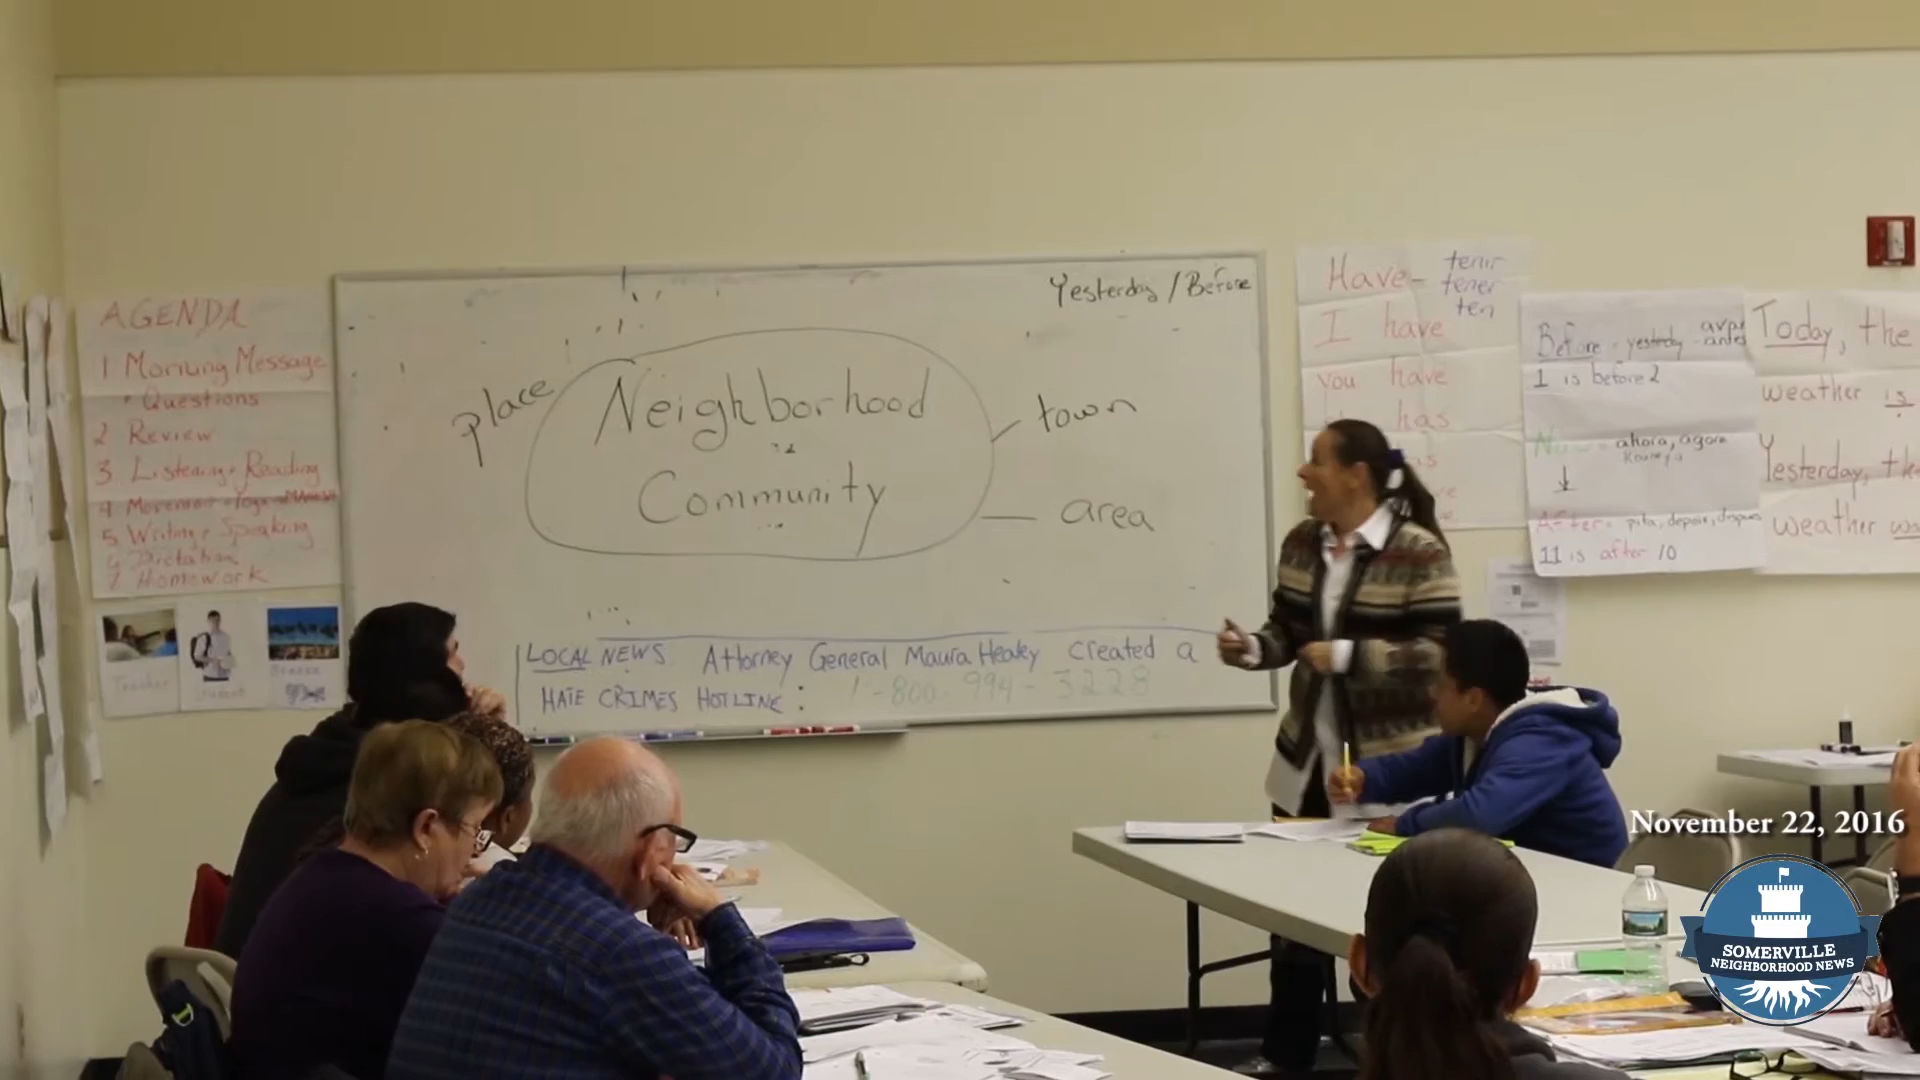 AGENDA
1 Morning Message
• Questions
2 Review
3 Listening + Reading
5 Writing + Speaking
6 Dictation
7 Homework
Teacher
Student
Yesterday / Before
place
Neighborhood
Community
town
area
LOCAL NEWS Attorney General Maura Healey created a
HATE CRIMES HOTLINE: 1-800-994-3228
Have - tenir
tener
ten
I have
you have
has
Before - yesterday -
1 is before 2
ahora, agora
After
11 is after 10
Today, the
weather is
Yesterday, the
weather
November 22, 2016
SOMERVILLE
NEIGHBORHOOD NEWS